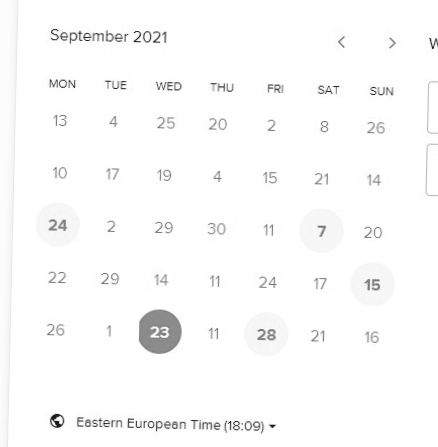 September 2021
W
MON TUE WED THU FRI SAT SUN
13 4 25 20 2 8 26
10 17 19 4 15 21 14
24 2 29 30 11 7 20
22 29 14 11 24 17 15
26 1 23 11 28 21 16
Eastern European Time (18:09)